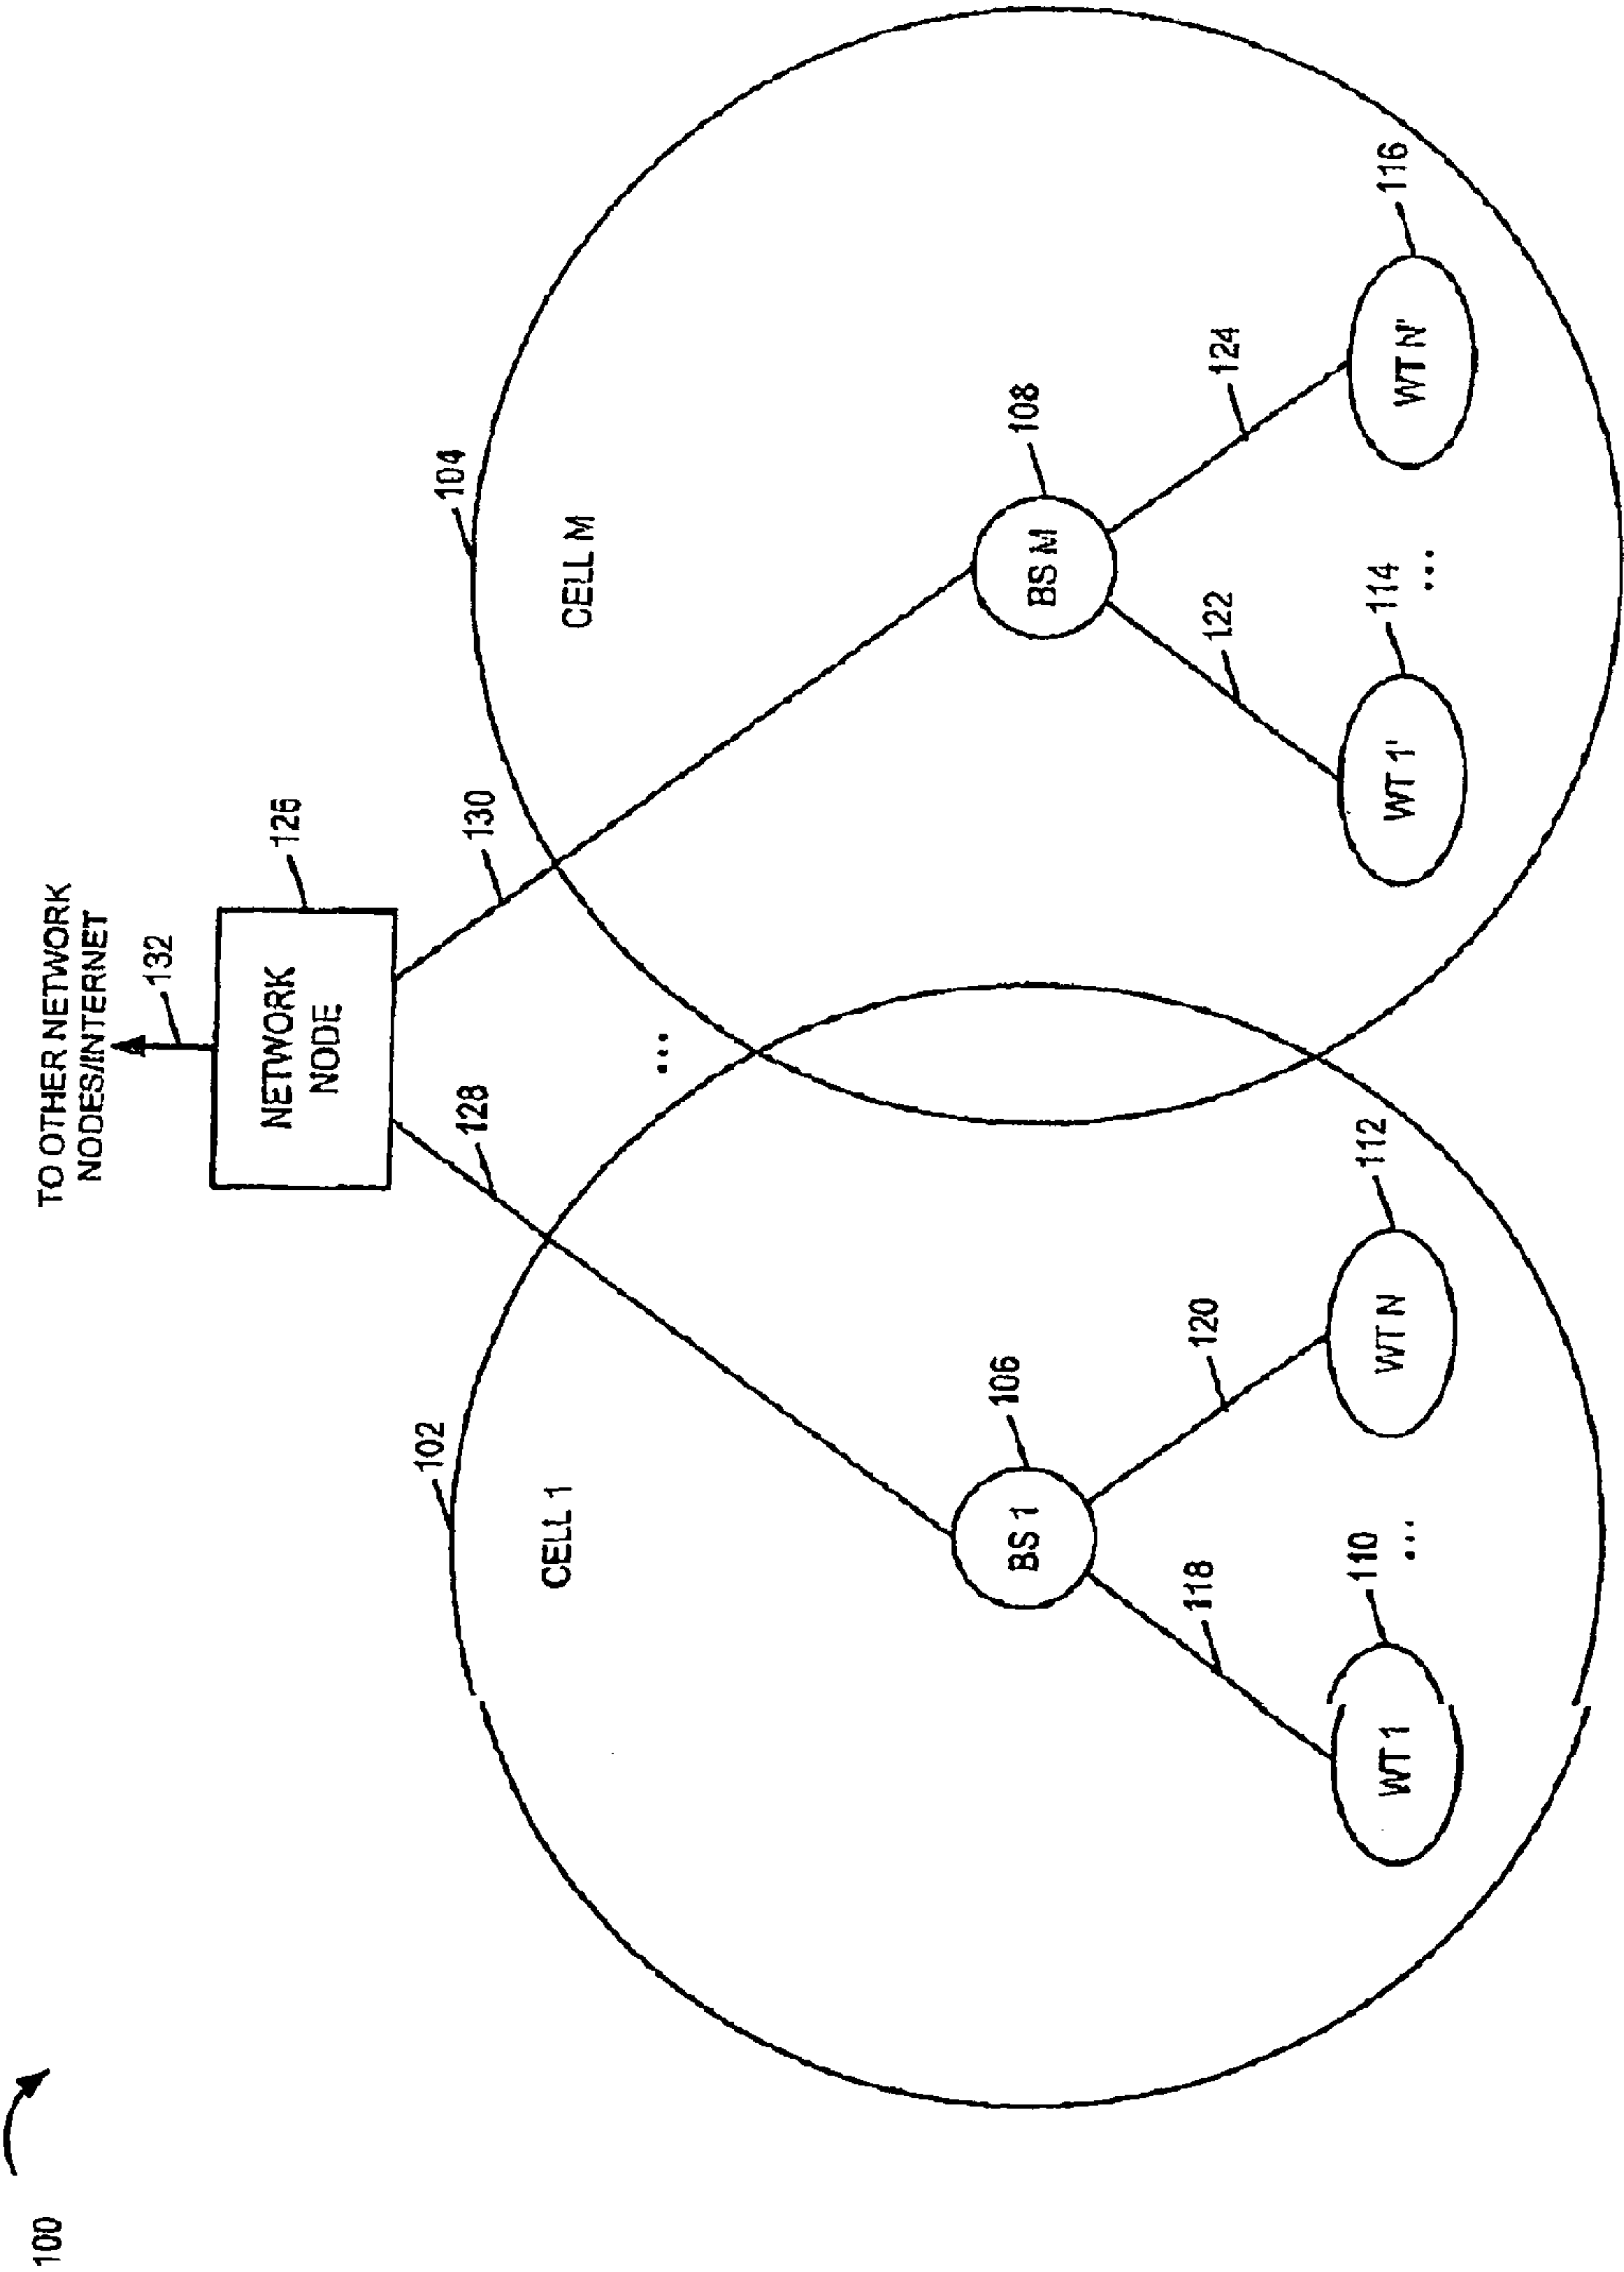 100
TO OTHER NETWORK
NODES/INTERNET
132
NETWORK
NODE
126
128
130
...
102
CELL 1
104
CELL M
BS 1
106
BS M
108
118
120
122
124
WT 1
110
...
WT N
112
WT 1'
114
...
WT N'
116